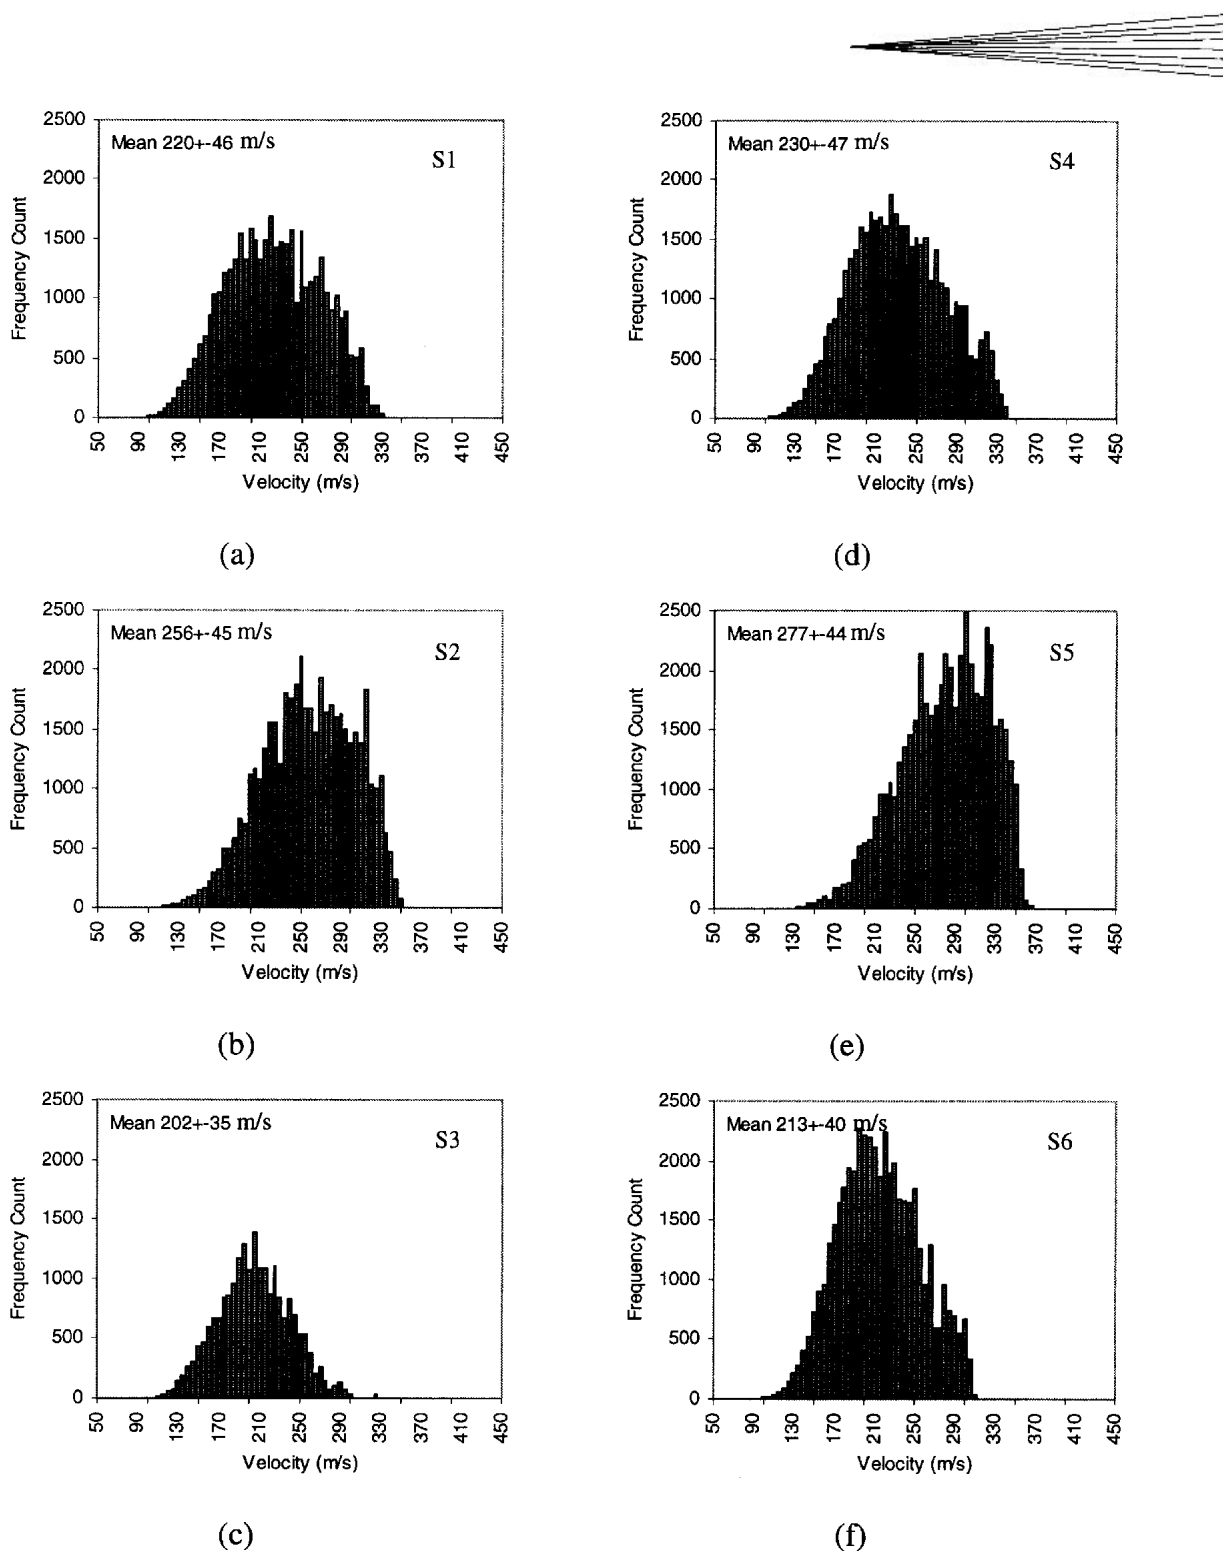 2500
2000
1500
1000
500
0
Frequency Count
Mean 220+-46 m/s
S1
50 90 130 170 210 250 290 330 370 410 450
Velocity (m/s)
(a)
2500
2000
1500
1000
500
0
Frequency Count
Mean 230+-47 m/s
S4
50 90 130 170 210 250 290 330 370 410 450
Velocity (m/s)
(d)
2500
2000
1500
1000
500
0
Frequency Count
Mean 256+-45 m/s
S2
50 90 130 170 210 250 290 330 370 410 450
Velocity (m/s)
(b)
2500
2000
1500
1000
500
0
Frequency Count
Mean 277+-44 m/s
S5
50 90 130 170 210 250 290 330 370 410 450
Velocity (m/s)
(e)
2500
2000
1500
1000
500
0
Frequency Count
Mean 202+-35 m/s
S3
50 90 130 170 210 250 290 330 370 410 450
Velocity (m/s)
(c)
2500
2000
1500
1000
500
0
Frequency Count
Mean 213+-40 m/s
S6
50 90 130 170 210 250 290 330 370 410 450
Velocity (m/s)
(f)